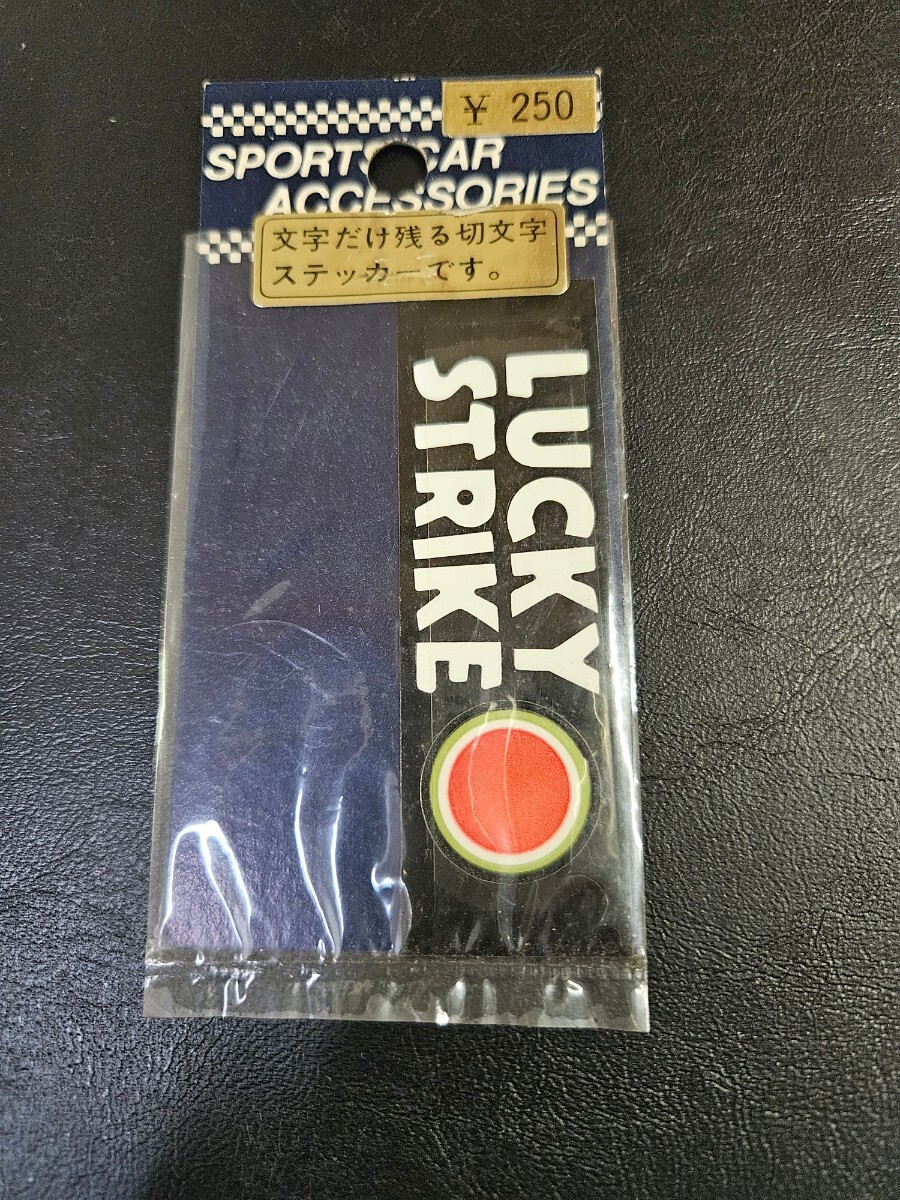 ¥ 250
SPORTS CAR
ACCESSORIES
文字だけ残る切文字
ステッカーです。
LUCKY
STRIKE